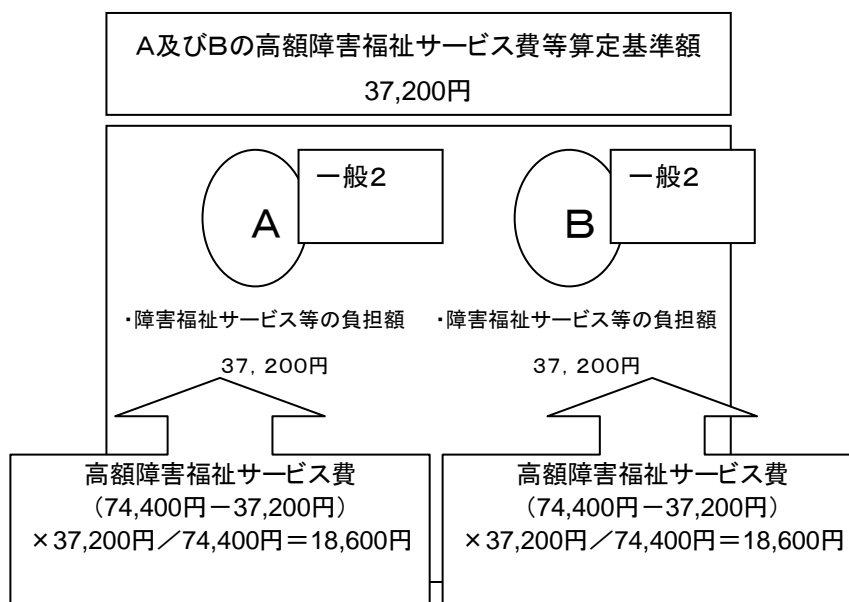 A及びBの高額障害福祉サービス費等算定基準額
37,200円
一般2
A
一般2
B
・障害福祉サービス等の負担額
37,200円
・障害福祉サービス等の負担額
37,200円
高額障害福祉サービス費
(74,400円-37,200円)
×37,200円/74,400円=18,600円
高額障害福祉サービス費
(74,400円-37,200円)
×37,200円/74,400円=18,600円